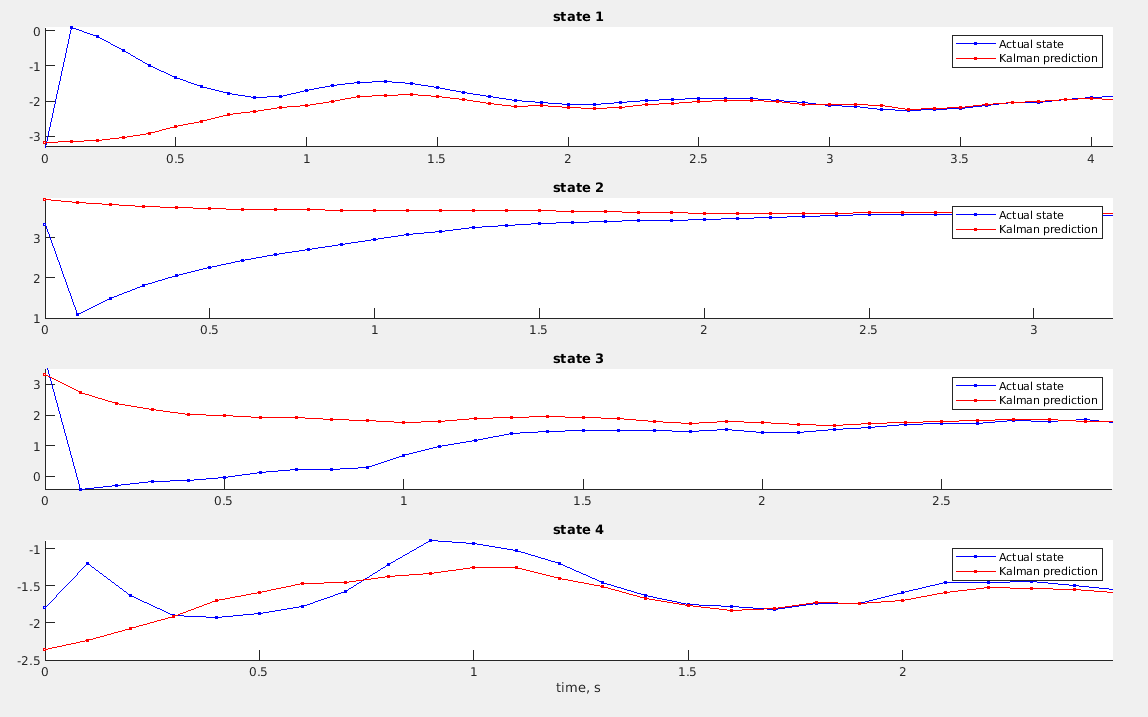 state 1
0
-1
-2
-3
Actual state
Kalman prediction
0 0.5 1 1.5 2 2.5 3 3.5 4
state 2
3
2
1
Actual state
Kalman prediction
0 0.5 1 1.5 2 2.5 3
state 3
3
2
1
0
Actual state
Kalman prediction
0 0.5 1 1.5 2 2.5
state 4
-1
-1.5
-2
-2.5
Actual state
Kalman prediction
0 0.5 1 1.5 2
time, s